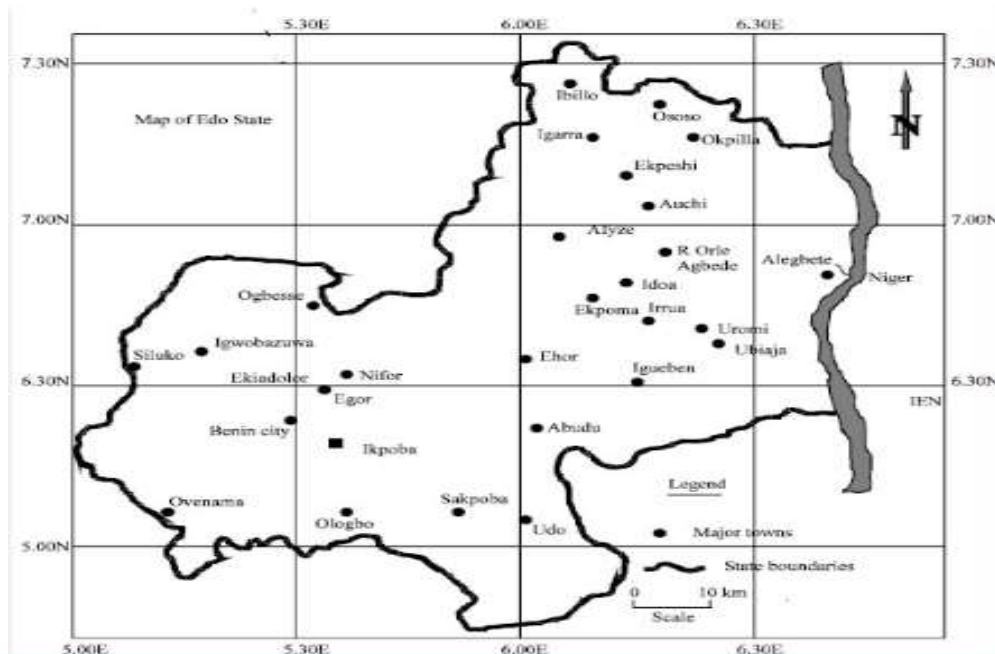 5.30E 6.00E 6.30E
7.30N 7.30N
Ibillo
Map of Edo State
Ososo
N
Igarra
Okpilla
Ekpeshi
Auchi
7.00N 7.00N
Afyze
R Orle
Agbede
Alegbete
Niger
Idoa
Ogbesse
Ekpoma
Irrua
Uromi
Igwobazuwa
Ubiaja
Siluko
Ehor
Igueben
Ekiadolor
Nifor
6.30N 6.30N
Egor
IEN
Benin city
Abudu
Ikpoba
Legend
Ovenama
Sakpoba
Ologbo
Udo
Major towns
5.00N 5.00N
State boundaries
0 10 km
Scale
5.00E 5.30E 6.00E 6.30E